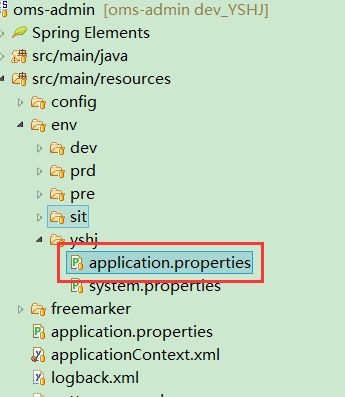 oms-admin [oms-admin dev_YSHJ]
Spring Elements
src/main/java
src/main/resources
config
env
dev
prd
pre
sit
yshj
application.properties
system.properties
freemarker
application.properties
applicationContext.xml
logback.xml